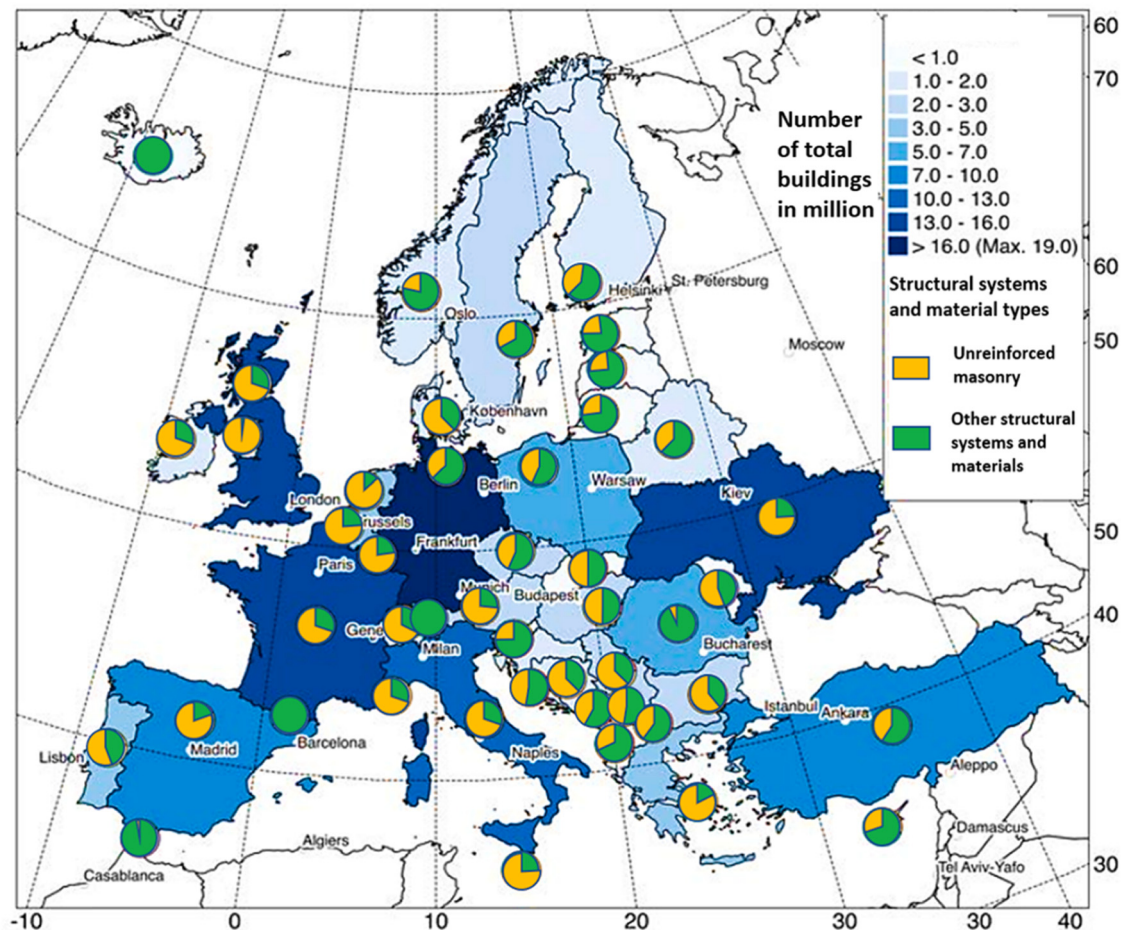 60
70
60
50
50
40
30
-10
0
10
20
30
30
40
Number
of total
buildings
in million
< 1.0
1.0 - 2.0
2.0 - 3.0
3.0 - 5.0
5.0 - 7.0
7.0 - 10.0
10.0 - 13.0
13.0 - 16.0
> 16.0 (Max. 19.0)
Structural systems
and material types
Unreinforced
masonry
Other structural
systems and
materials
Oslo
Helsinki
St. Petersburg
Moscow
København
London
Berlin
Warsaw
Kiev
russels
Frankfurt
Paris
Munich
Budapest
Gene
Milan
Bucharest
Istanbul
Ankara
Lisbon
Madrid
Barcelona
Naples
Aleppo
Algiers
Damascus
Casablanca
Tel Aviv-Yafo